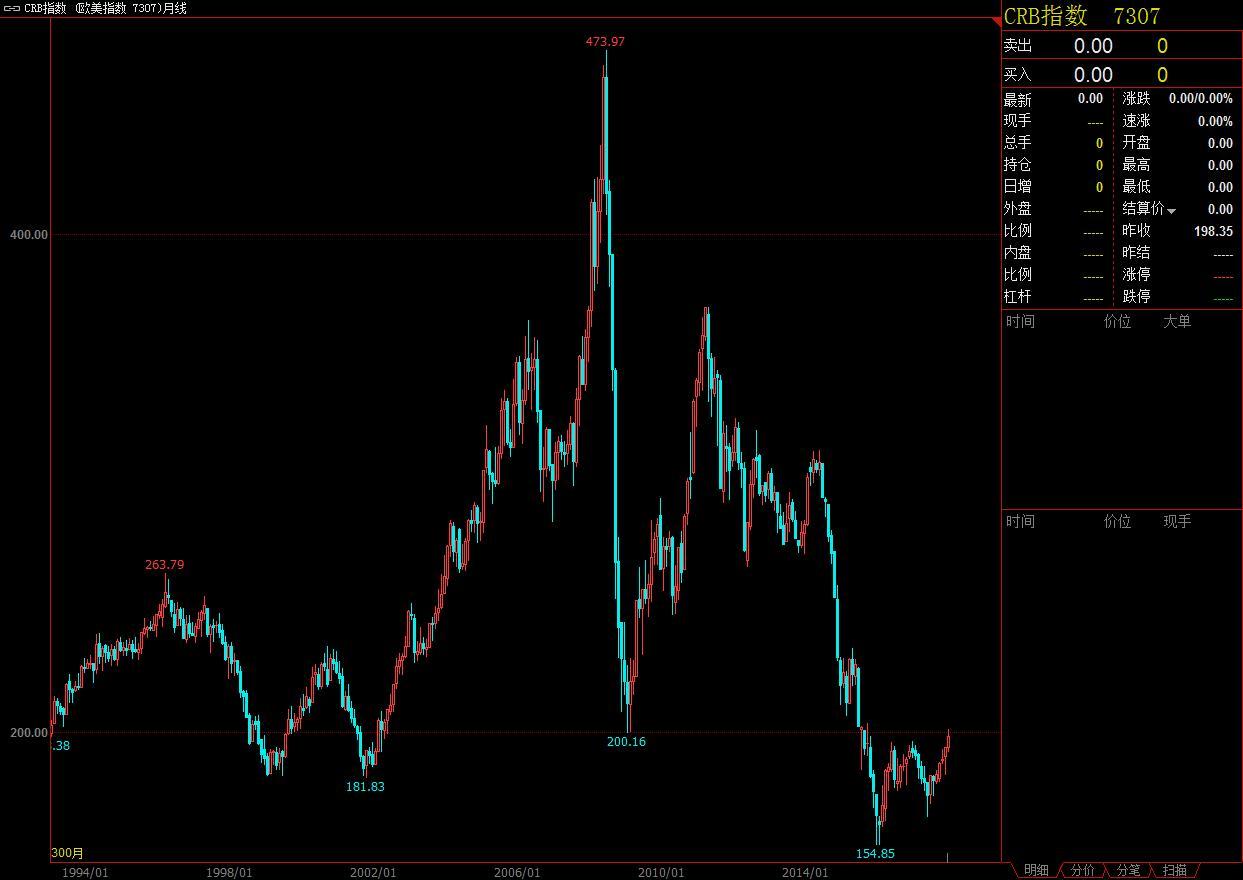 CRB指数 (欧美指数 7307)月线
CRB指数 7307
卖出 0.00 0
买入 0.00 0
最新 0.00 涨跌 0.00/0.00%
现手 ---- 速涨 0.00%
总手 0 开盘 0.00
持仓 0 最高 0.00
日增 0 最低 0.00
外盘 ----- 结算价 0.00
比例 ----- 昨收 198.35
内盘 ----- 昨结 -----
比例 ----- 涨停 -----
杠杆 ----- 跌停 -----
时间 价位 大单
时间 价位 现手
473.97
400.00
263.79
200.00
.38
200.16
181.83
154.85
300月
1994/01 1998/01 2002/01 2006/01 2010/01 2014/01
明细 分价 分笔 扫描